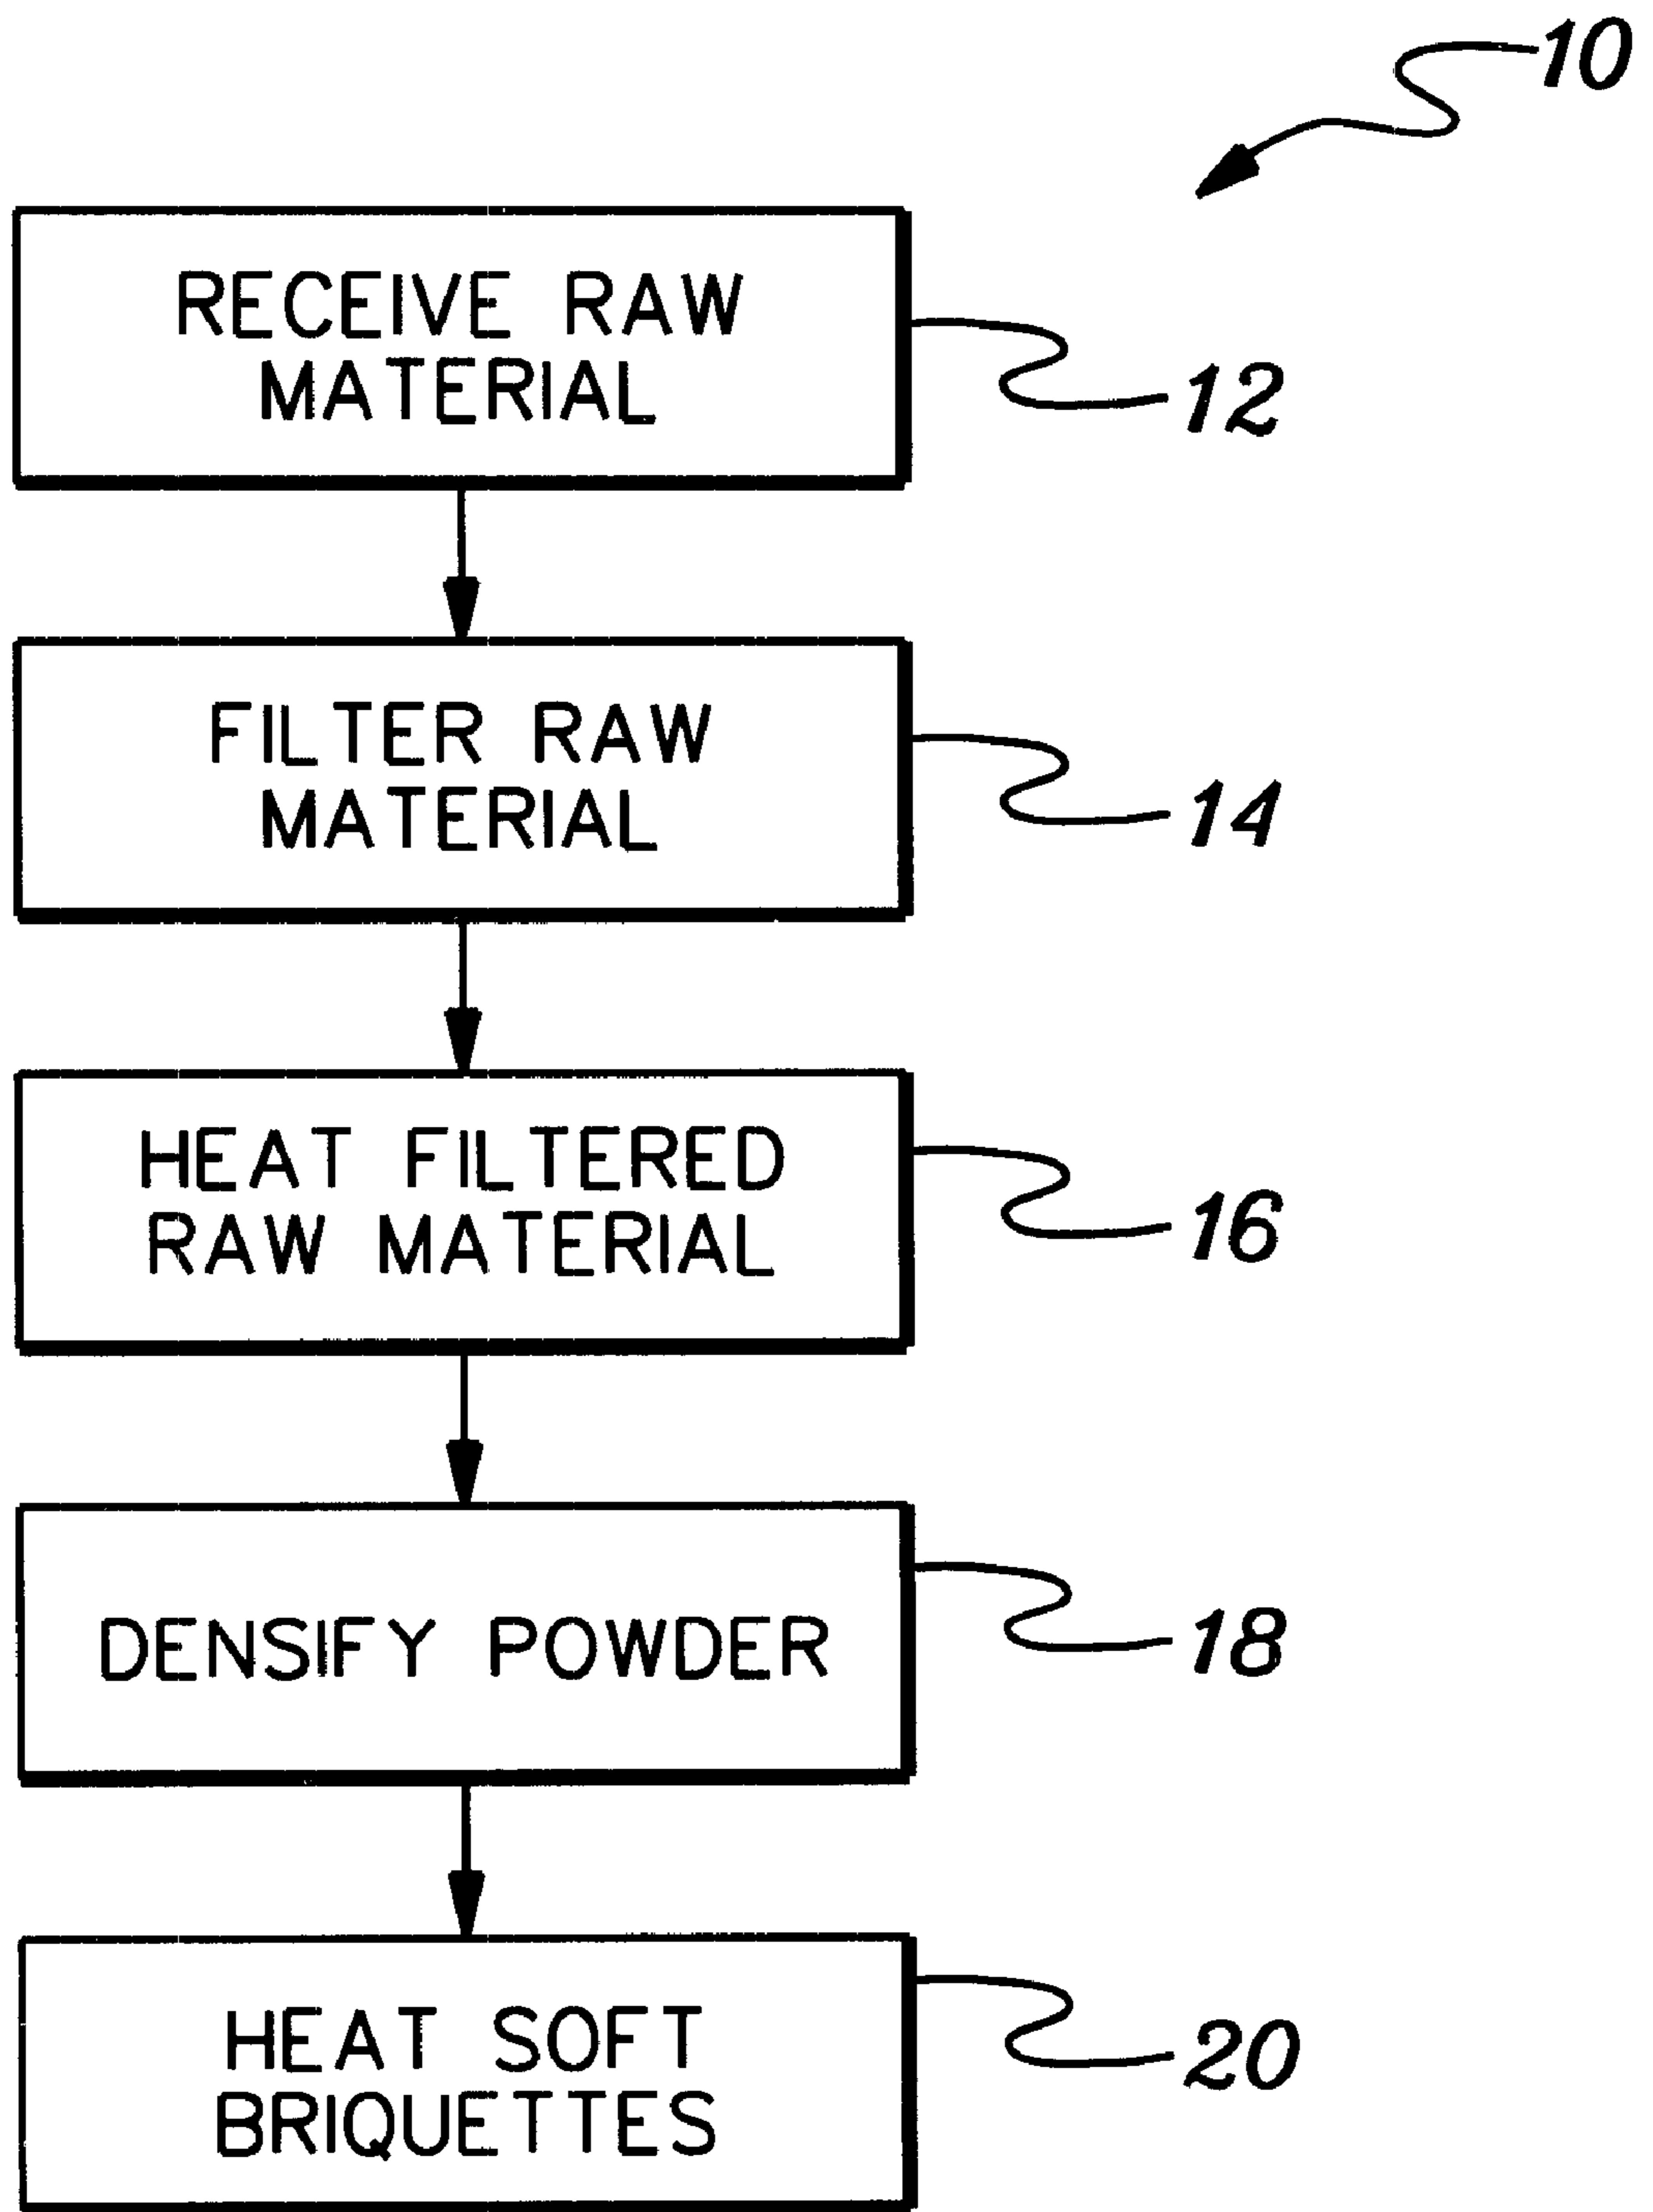 10
RECEIVE RAW
MATERIAL
12
FILTER RAW
MATERIAL
14
HEAT FILTERED
RAW MATERIAL
16
DENSIFY POWDER
18
HEAT SOFT
BRIQUETTES
20